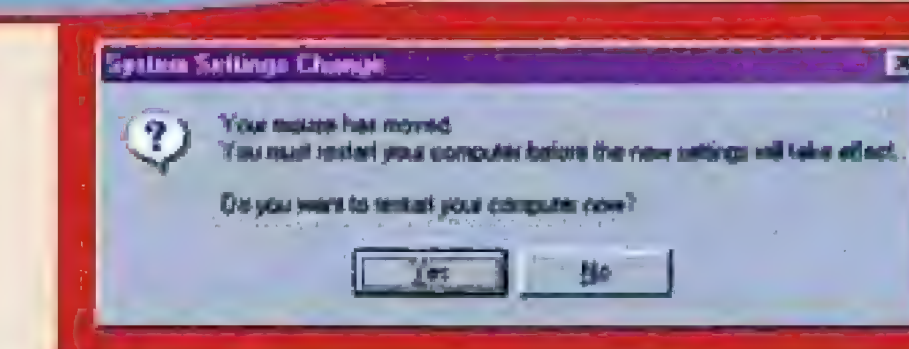 System Settings Change
?
Your mouse has moved.
You must restart your computer before the new settings will take effect.
Do you want to restart your computer now?
Yes
No